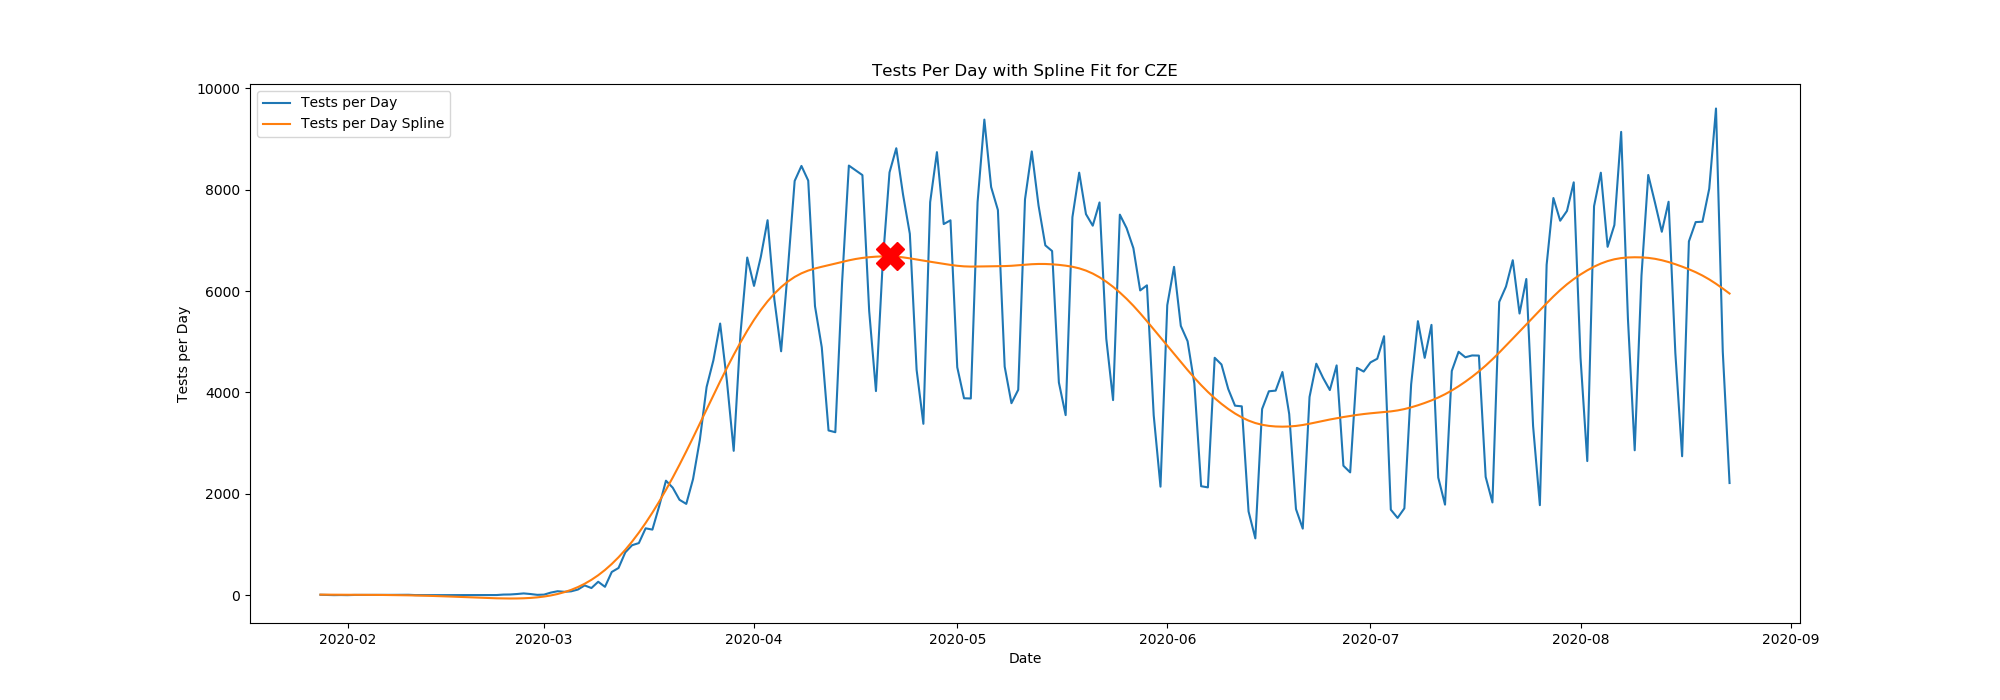 Tests Per Day with Spline Fit for CZE
Tests per Day
Tests per Day Spline
10000
8000
6000
4000
2000
0
Tests per Day
2020-02 2020-03 2020-04 2020-05 2020-06 2020-07 2020-08 2020-09
Date